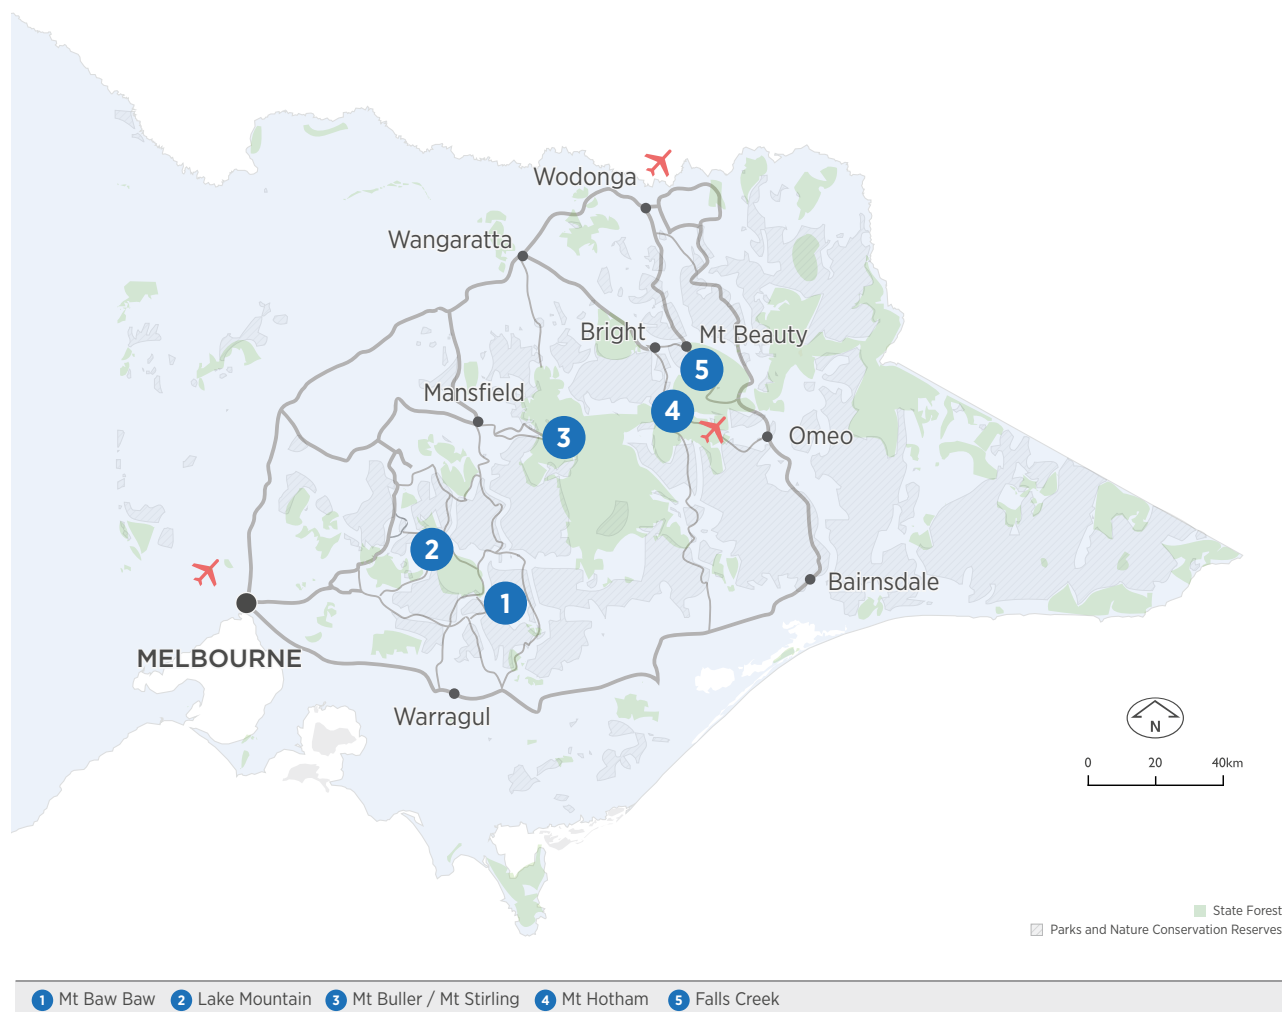 Wodonga
Wangaratta
Bright
Mt Beauty
5
Mansfield
4
3
Omeo
2
Bairnsdale
1
MELBOURNE
Warragul
N
0 20 40km
State Forest
Parks and Nature Conservation Reserves
1 Mt Baw Baw 2 Lake Mountain 3 Mt Buller / Mt Stirling 4 Mt Hotham 5 Falls Creek